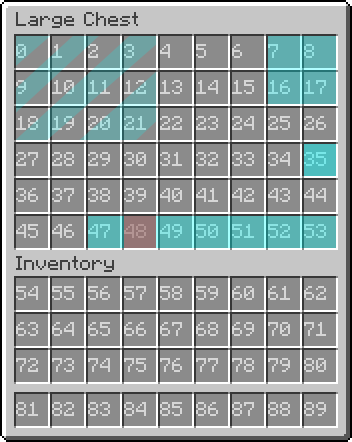 Large Chest
0 1 2 3 4 5 6 7 8
9 10 11 12 13 14 15 16 17
18 19 20 21 22 23 24 25 26
27 28 29 30 31 32 33 34 35
36 37 38 39 40 41 42 43 44
45 46 47 48 49 50 51 52 53
Inventory
54 55 56 57 58 59 60 61 62
63 64 65 66 67 68 69 70 71
72 73 74 75 76 77 78 79 80
81 82 83 84 85 86 87 88 89